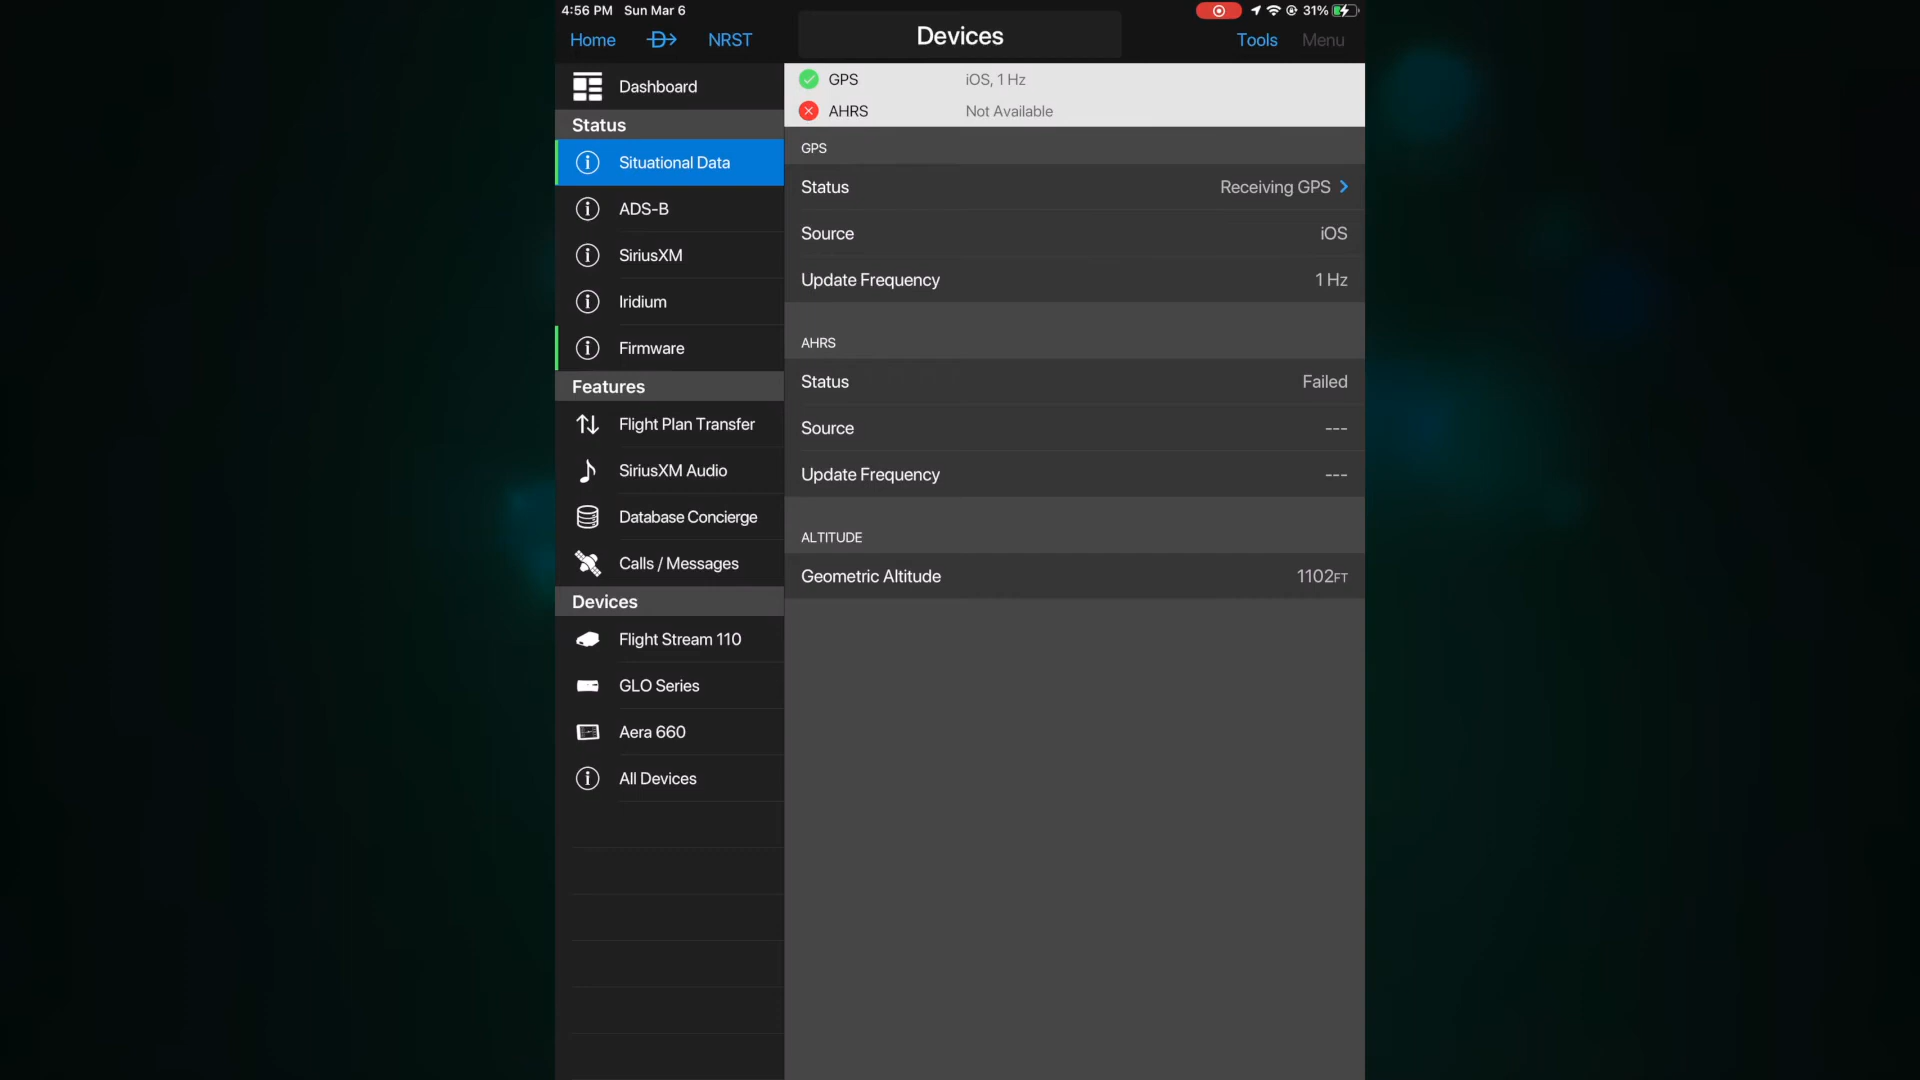 4:56 PM Sun Mar 6 31%
Home NRST Devices Tools Menu
Dashboard
Status
Situational Data
ADS-B
SiriusXM
Iridium
Firmware
Features
Flight Plan Transfer
SiriusXM Audio
Database Concierge
Calls / Messages
Devices
Flight Stream 110
GLO Series
Aera 660
All Devices
GPS iOS, 1 Hz
AHRS Not Available
GPS
Status Receiving GPS
Source iOS
Update Frequency 1 Hz
AHRS
Status Failed
Source ---
Update Frequency ---
ALTITUDE
Geometric Altitude 1102FT